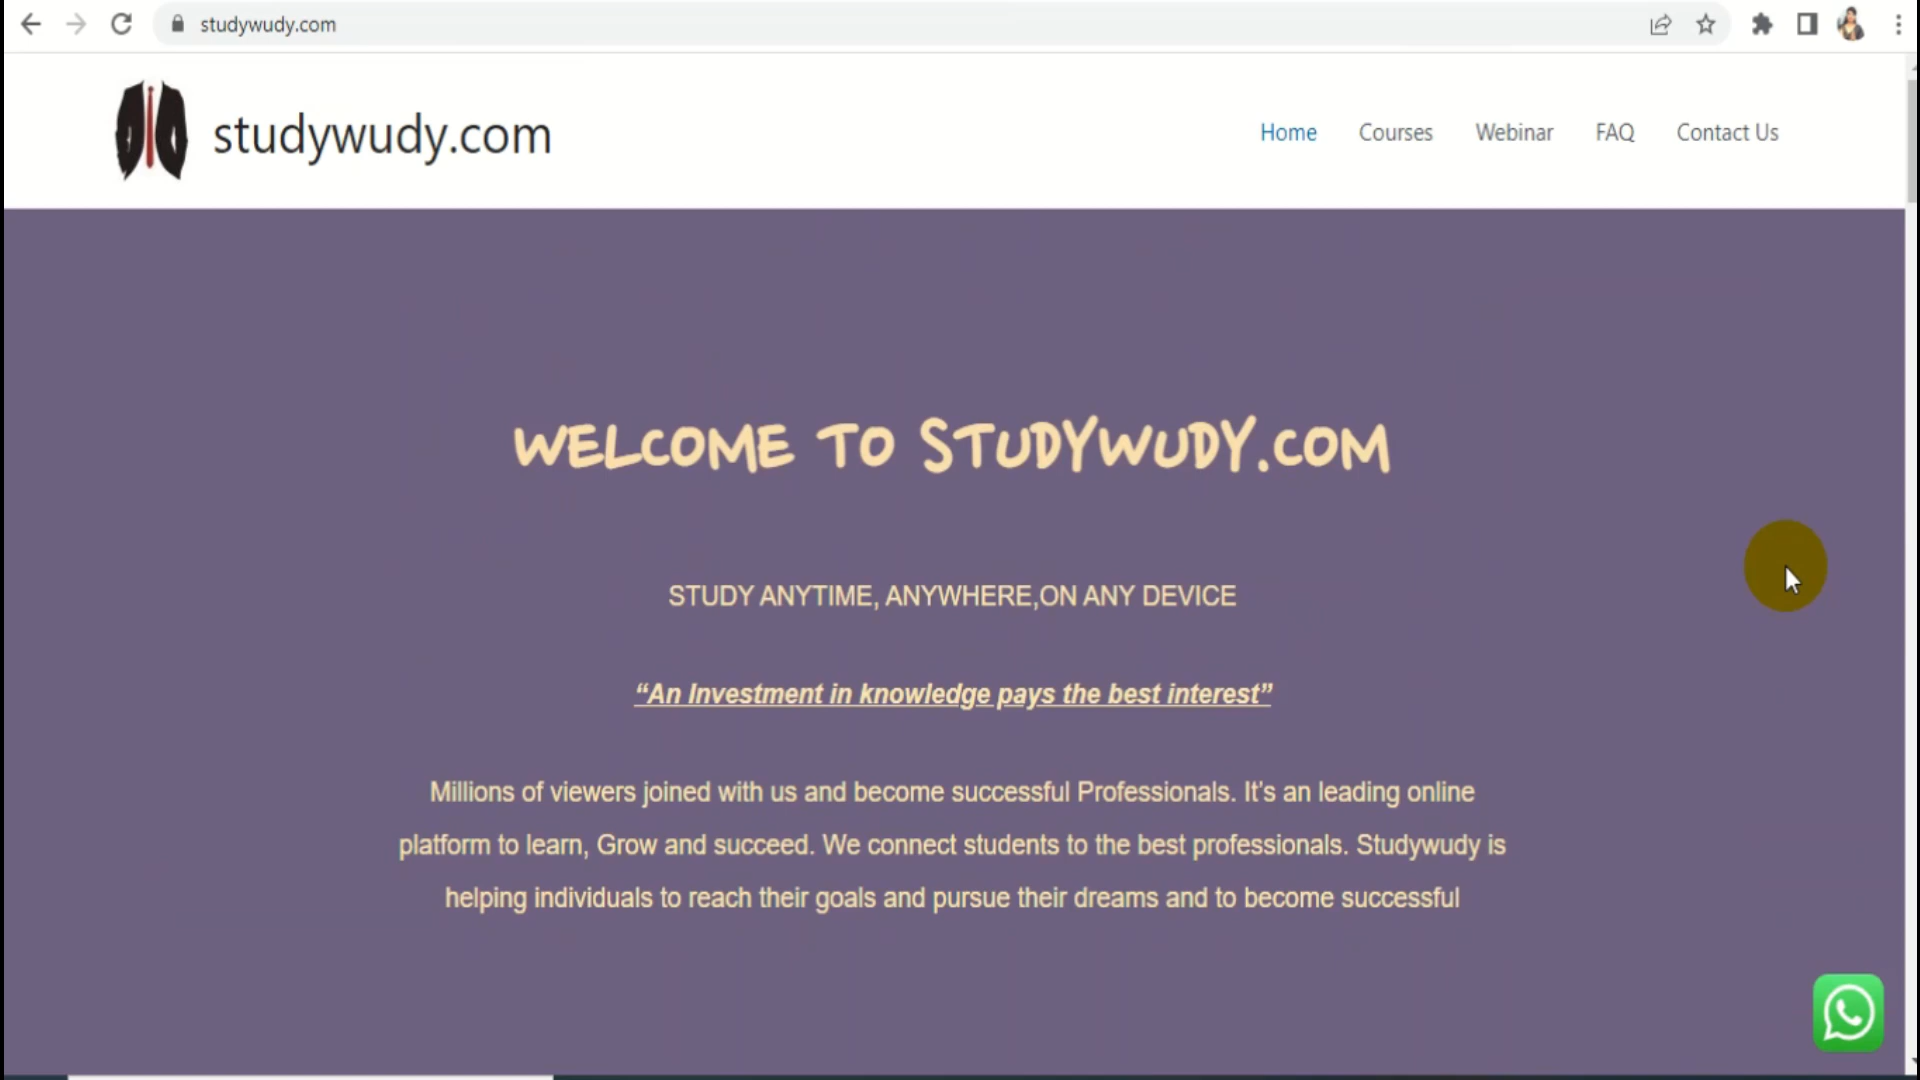 studywudy.com
studywudy.com
Home Courses Webinar FAQ Contact Us
WELCOME TO STUDYWUDY.COM
STUDY ANYTIME, ANYWHERE,ON ANY DEVICE
“An Investment in knowledge pays the best interest”
Millions of viewers joined with us and become successful Professionals. It's an leading online
platform to learn, Grow and succeed. We connect students to the best professionals. Studywudy is
helping individuals to reach their goals and pursue their dreams and to become successful